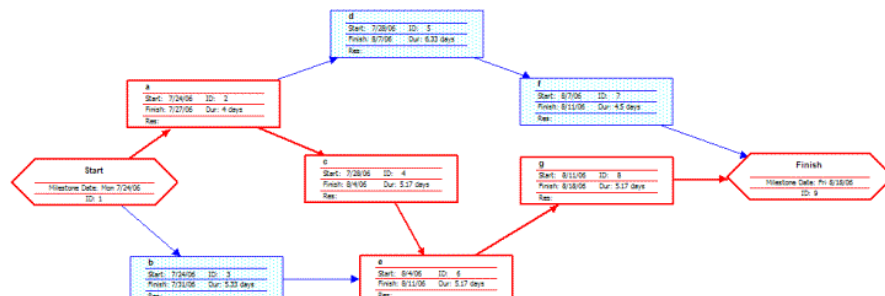 d
Start: 7/28/06 ID: 5
Finish: 8/7/06 Dur: 6.33 days
Res:
a
Start: 7/24/06 ID: 2
Finish: 7/27/06 Dur: 4 days
Res:
f
Start: 8/7/06 ID: 7
Finish: 8/11/06 Dur: 4.5 days
Res:
Start
Milestone Date: Mon 7/24/06
ID: 1
c
Start: 7/28/06 ID: 4
Finish: 8/4/06 Dur: 5.17 days
Res:
g
Start: 8/11/06 ID: 8
Finish: 8/18/06 Dur: 5.17 days
Res:
Finish
Milestone Date: Fri 8/18/06
ID: 9
b
Start: 7/24/06 ID: 3
Finish: 7/31/06 Dur: 5.33 days
Res:
e
Start: 8/4/06 ID: 6
Finish: 8/11/06 Dur: 5.17 days
Res: